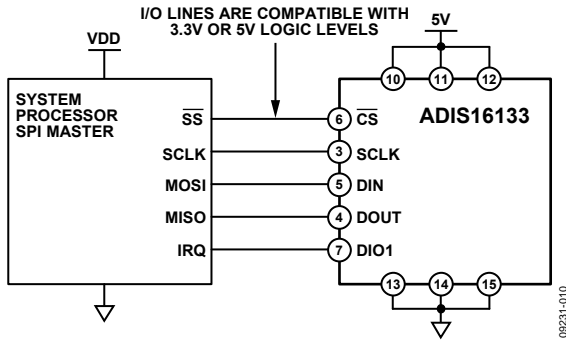 I/O LINES ARE COMPATIBLE WITH
3.3V OR 5V LOGIC LEVELS
VDD
5V
10
11
12
SYSTEM
PROCESSOR
SPI MASTER
ADIS16133
SS
6
CS
SCLK
3
SCLK
MOSI
5
DIN
MISO
4
DOUT
IRQ
7
DIO1
13
14
15
09231-010